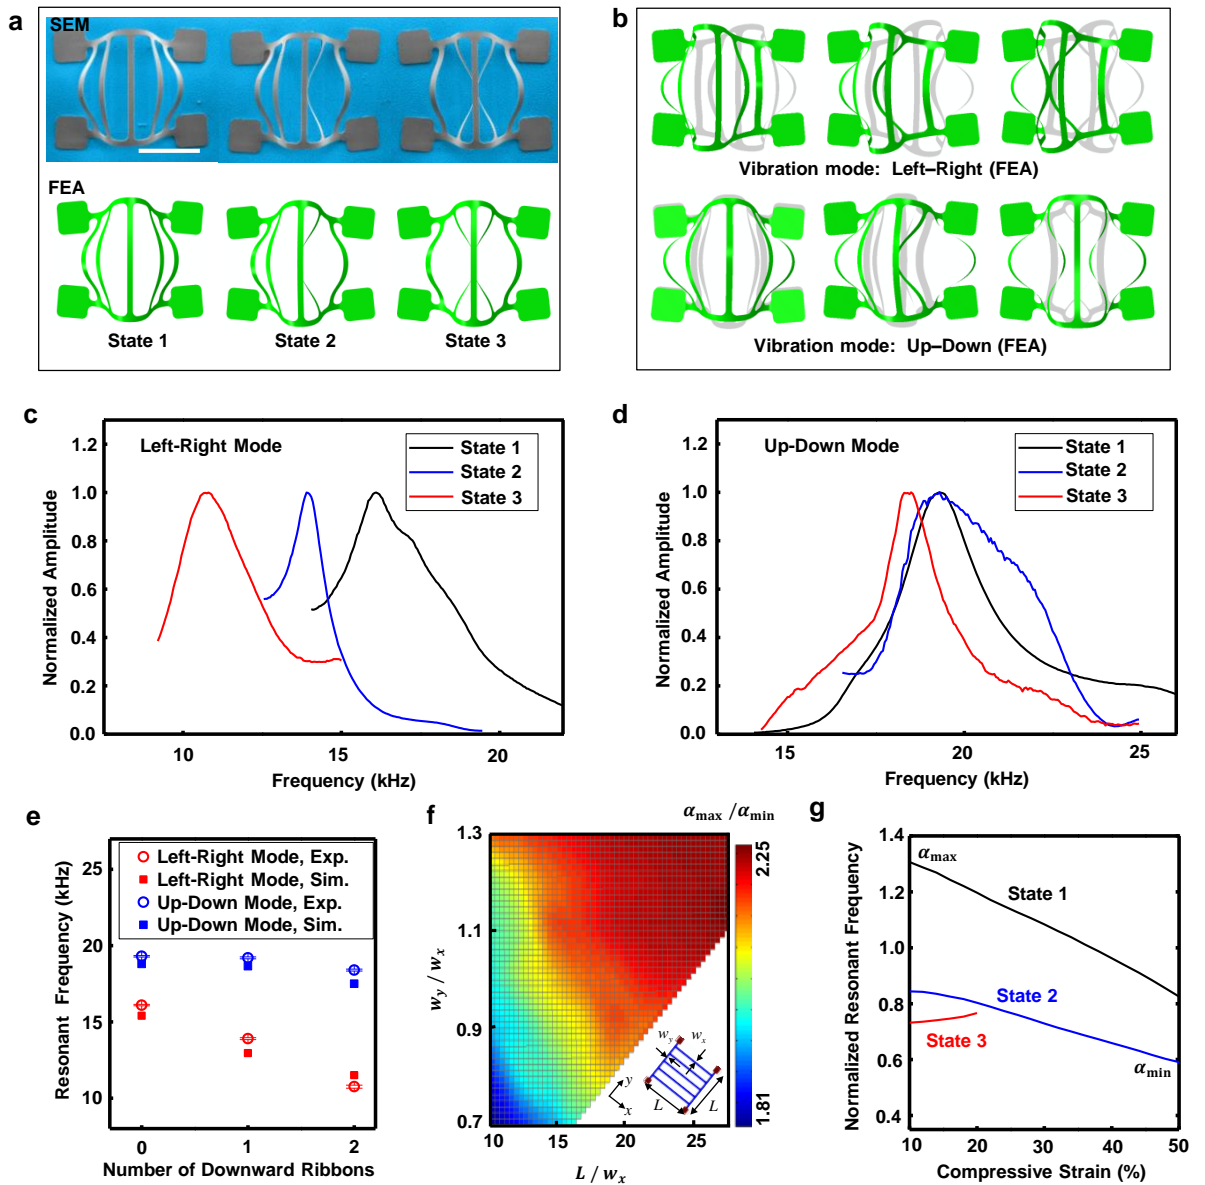 a
SEM
FEA
State 1
State 2
State 3
b
Vibration mode: Left–Right (FEA)
Vibration mode: Up–Down (FEA)
c
Left-Right Mode
State 1
State 2
State 3
1.2
1.0
0.8
0.6
0.4
0.2
0.0
Normalized Amplitude
10
15
20
Frequency (kHz)
d
Up-Down Mode
State 1
State 2
State 3
1.2
1.0
0.8
0.6
0.4
0.2
0.0
Normalized Amplitude
15
20
25
Frequency (kHz)
e
Left-Right Mode, Exp.
Left-Right Mode, Sim.
Up-Down Mode, Exp.
Up-Down Mode, Sim.
25
20
15
10
Resonant Frequency (kHz)
0
1
2
Number of Downward Ribbons
f
α_max / α_min
1.3
1.1
0.9
0.7
w_y / w_x
10
15
20
25
L / w_x
2.25
1.81
w_y
w_x
y
x
L
L
g
α_max
State 1
State 2
State 3
α_min
1.4
1.2
1.0
0.8
0.6
0.4
Normalized Resonant Frequency
10
20
30
40
50
Compressive Strain (%)